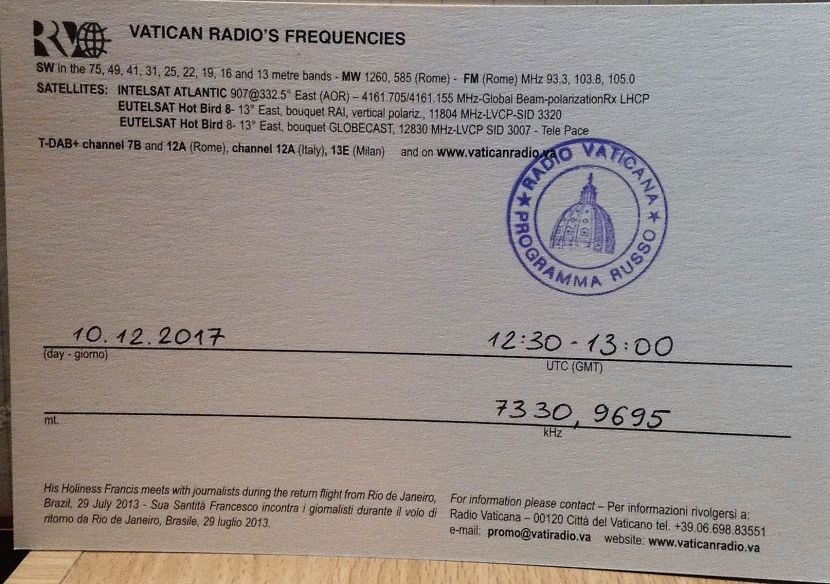 RV VATICAN RADIO'S FREQUENCIES
SW in the 75, 49, 41, 31, 25, 22, 19, 16 and 13 metre bands - MW 1260, 585 (Rome) - FM (Rome) MHz 93.3, 103.8, 105.0
SATELLITES: INTELSAT ATLANTIC 907@332.5° East (AOR) – 4161.705/4161.155 MHz-Global Beam-polarizationRx LHCP
EUTELSAT Hot Bird 8- 13° East, bouquet RAI, vertical polariz., 11804 MHz-LVCP-SID 3320
EUTELSAT Hot Bird 8- 13° East, bouquet GLOBECAST, 12830 MHz-LVCP SID 3007 - Tele Pace
T-DAB+ channel 7B and 12A (Rome), channel 12A (Italy), 13E (Milan) and on www.vaticanradio.va
★ RADIO VATICANA ★
PROGRAMMA RUSSO
10.12.2017 12:30-13:00
(day - giorno) UTC (GMT)
7330, 9695
mt. kHz
His Holiness Francis meets with journalists during the return flight from Rio de Janeiro,
Brazil, 29 July 2013 - Sua Santità Francesco incontra i giornalisti durante il volo di
ritorno da Rio de Janeiro, Brasile, 29 luglio 2013.
For information please contact – Per informazioni rivolgersi a:
Radio Vaticana – 00120 Città del Vaticano tel. +39.06.698.83551
e-mail: promo@vatiradio.va website: www.vaticanradio.va